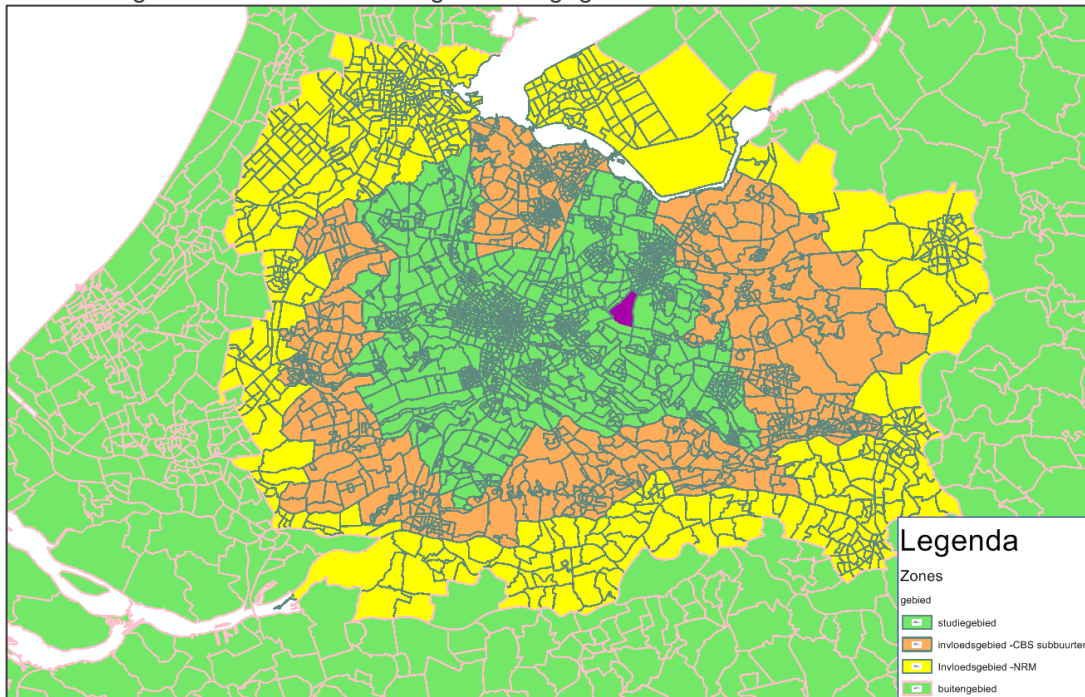 Legenda
Zones
gebied
studiegebied
invloedsgebied -CBS subbuurten
Invloedsgebied -NRM
buitengebied